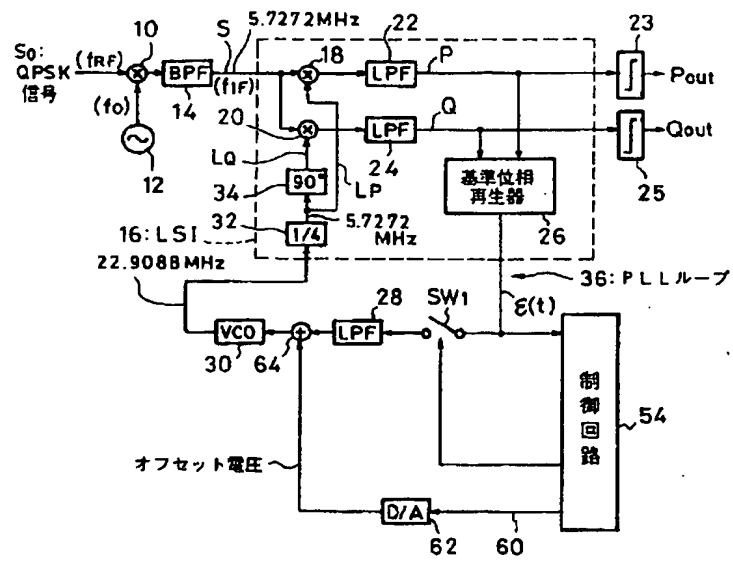 5.7272MHz
10
S
18
22
P
23
S0:
QPSK
信号
(fRF)
BPF
(fIF)
LPF
Pout
14
(fo)
20
Q
LPF
Qout
12
LQ
24
25
34
90°
LP
基準位相
再生器
32
5.7272
MHz
26
16:LSI
1/4
22.9088MHz
36:PLLループ
28
SW1
ε(t)
VCO
LPF
30
64
制御回路
54
オフセット電圧
D/A
62
60